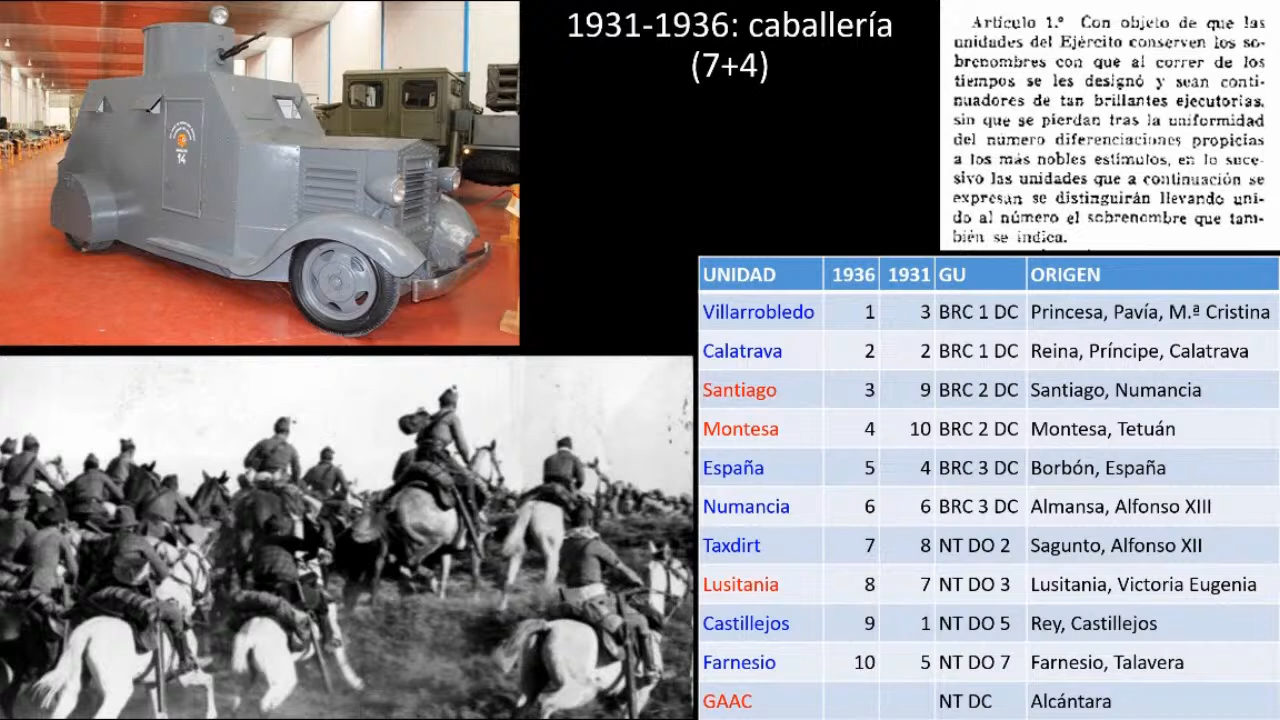 1931-1936: caballería
(7+4)
Artículo 1.º Con objeto de que las
unidades del Ejército conserven los so-
brenombres con que al correr de los
tiempos se les designó y sean conti-
nuadores de tan brillantes ejecutorias,
sin que se pierdan tras la uniformidad
del número diferenciaciones propicias
a los más nobles estímulos, en lo suce-
sivo las unidades que a continuación se
expresan se distinguirán llevando uni-
do al número el sobrenombre que tam-
bién se indica.
14
UNIDAD 1936 1931 GU ORIGEN
Villarrobledo 1 3 BRC 1 DC Princesa, Pavía, M.ª Cristina
Calatrava 2 2 BRC 1 DC Reina, Príncipe, Calatrava
Santiago 3 9 BRC 2 DC Santiago, Numancia
Montesa 4 10 BRC 2 DC Montesa, Tetuán
España 5 4 BRC 3 DC Borbón, España
Numancia 6 6 BRC 3 DC Almansa, Alfonso XIII
Taxdirt 7 8 NT DO 2 Sagunto, Alfonso XII
Lusitania 8 7 NT DO 3 Lusitania, Victoria Eugenia
Castillejos 9 1 NT DO 5 Rey, Castillejos
Farnesio 10 5 NT DO 7 Farnesio, Talavera
GAAC NT DC Alcántara